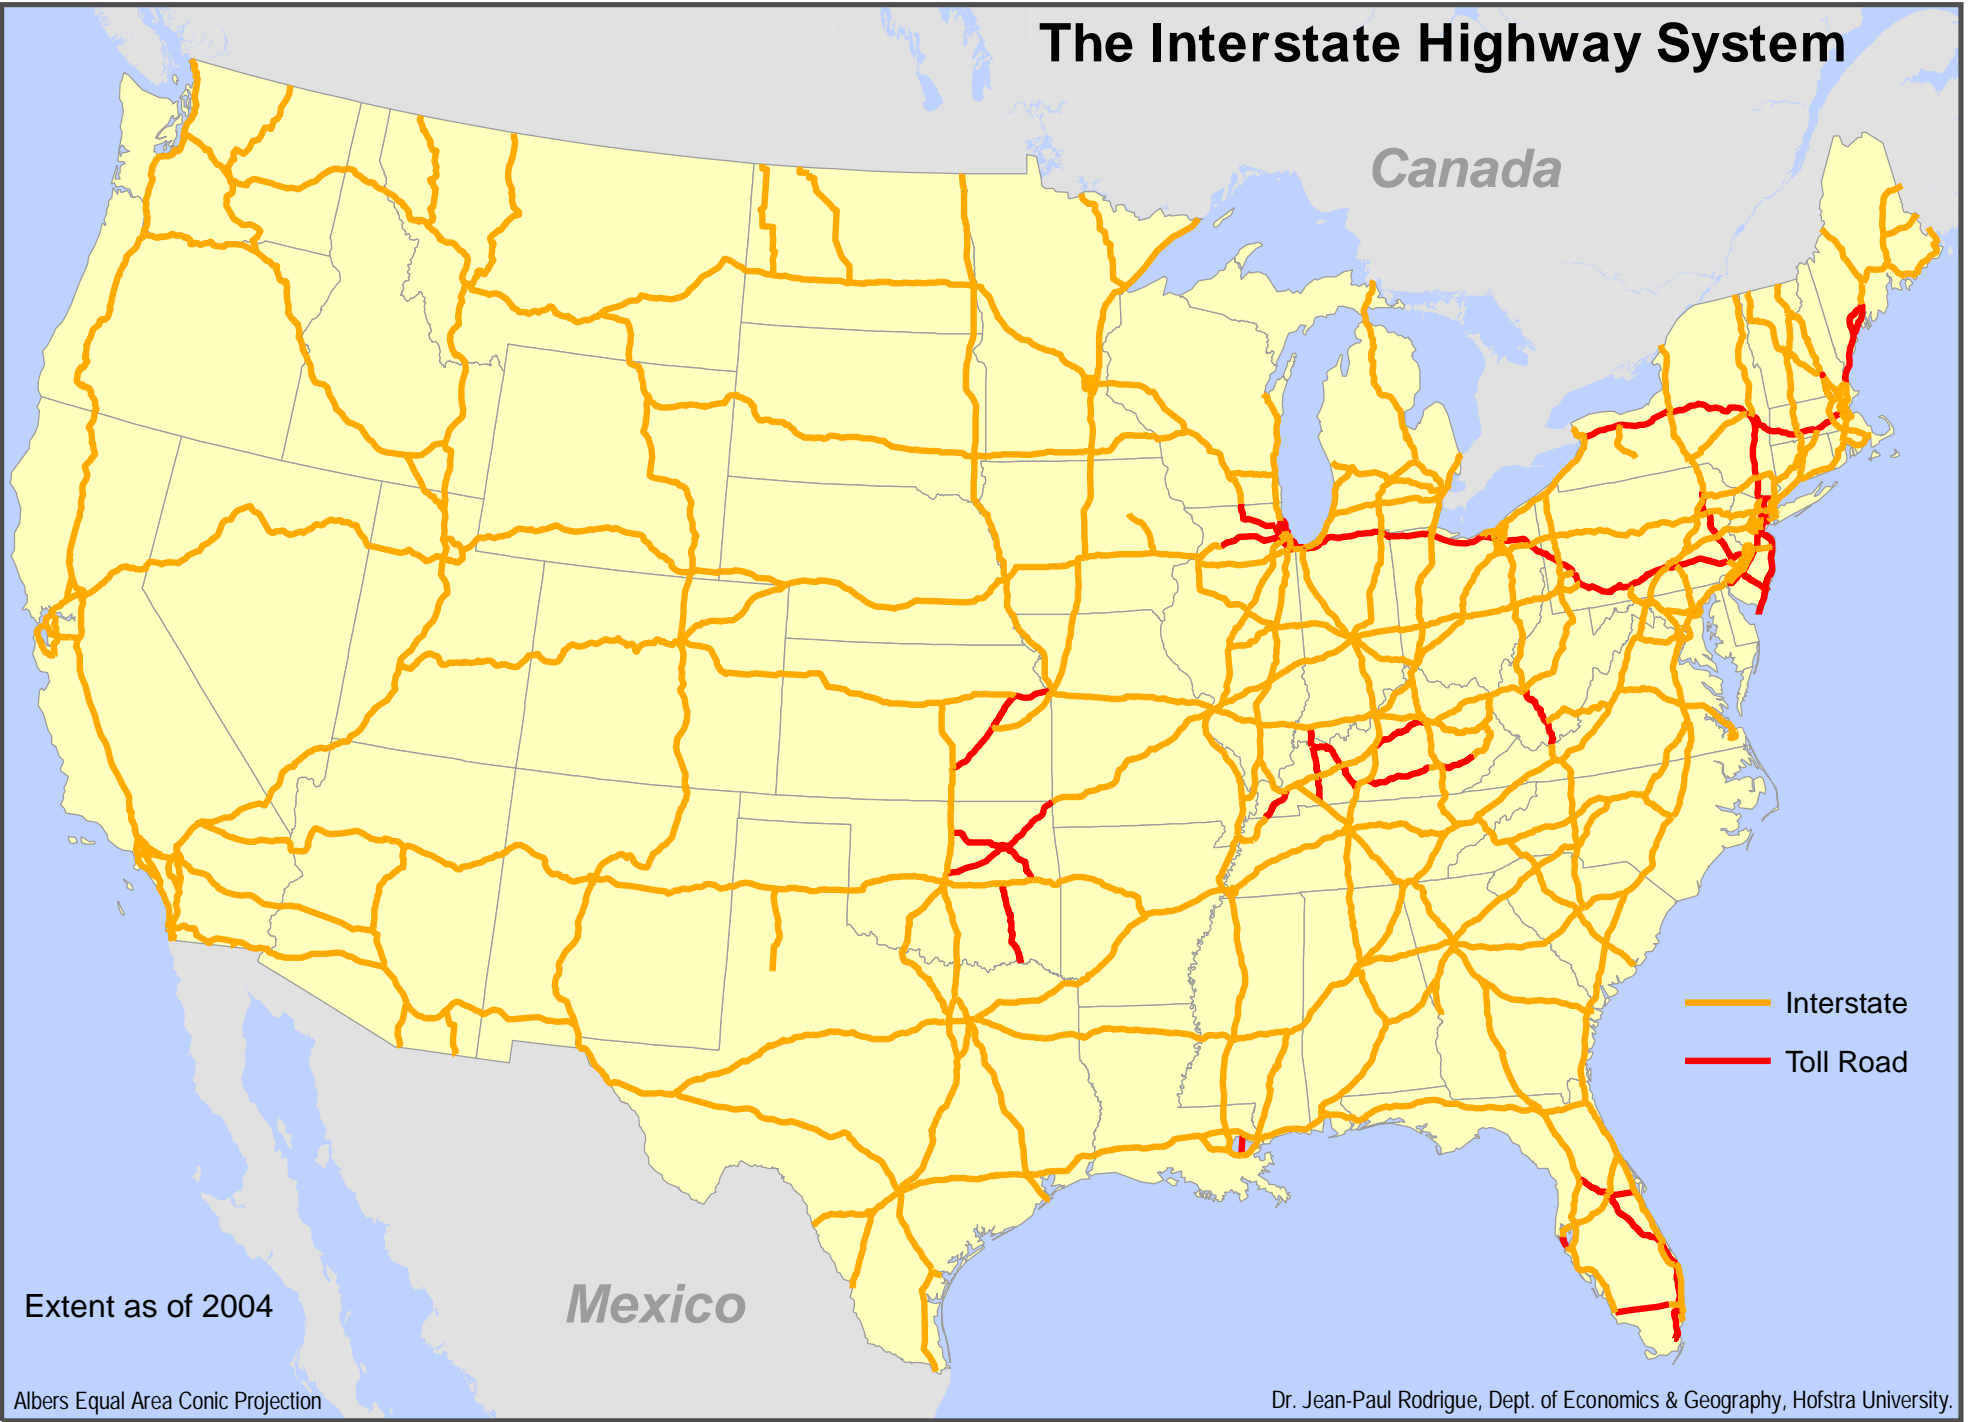 The Interstate Highway System
Canada
Interstate
Toll Road
Mexico
Extent as of 2004
Albers Equal Area Conic Projection
Dr. Jean-Paul Rodrigue, Dept. of Economics & Geography, Hofstra University.